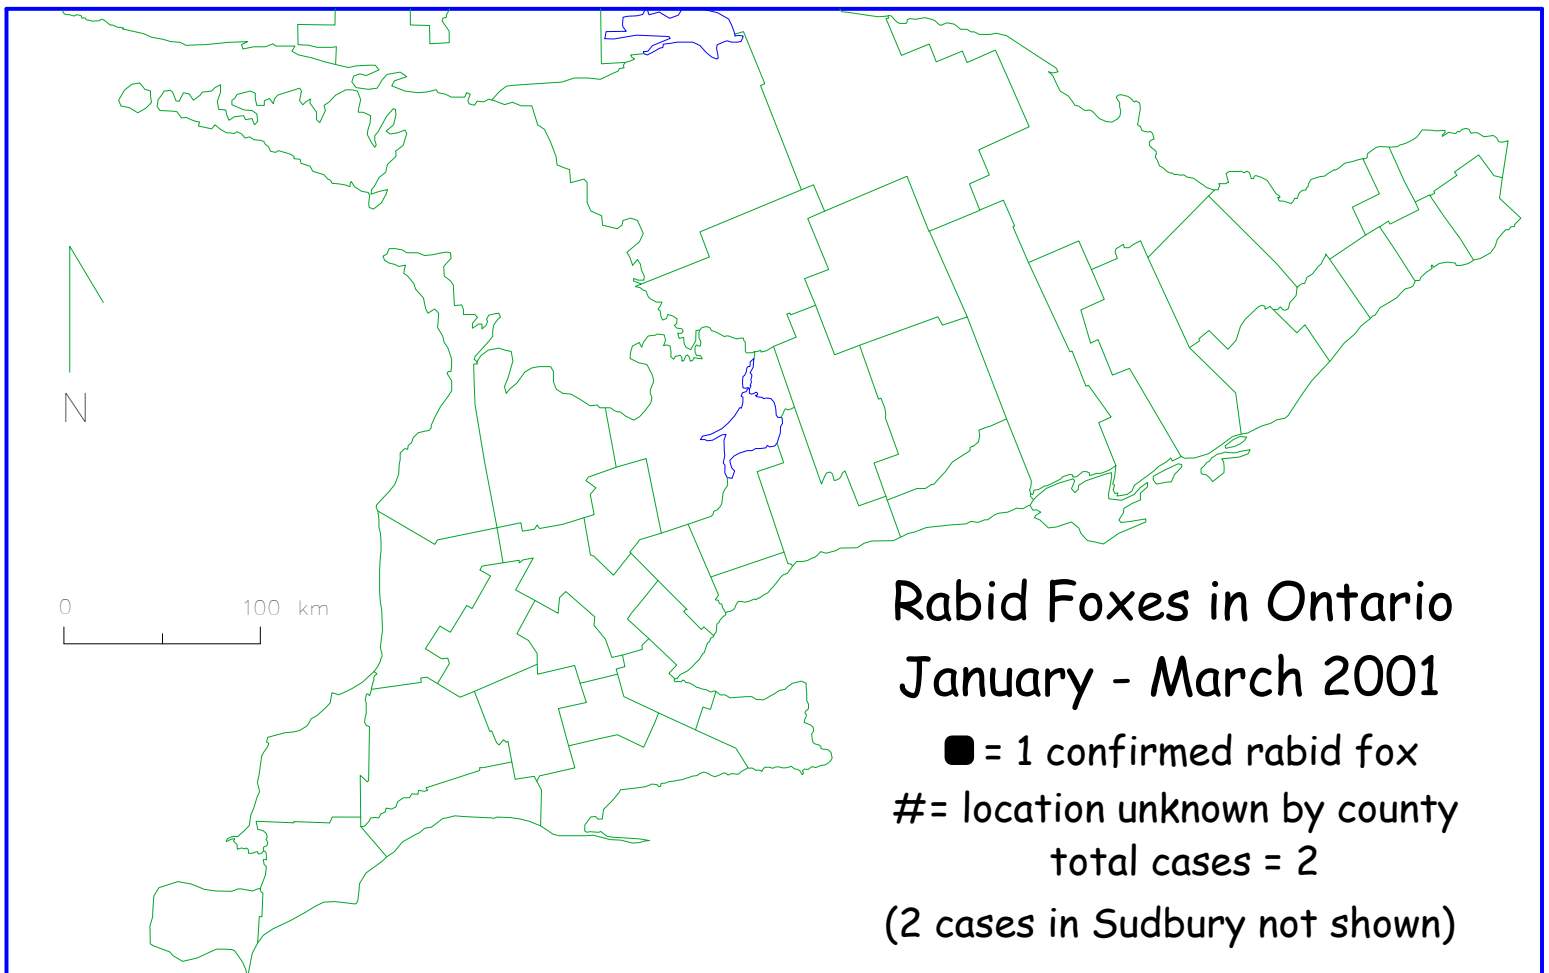 N
0 100 km
Rabid Foxes in Ontario
January - March 2001
= 1 confirmed rabid fox
#= location unknown by county
total cases = 2
(2 cases in Sudbury not shown)